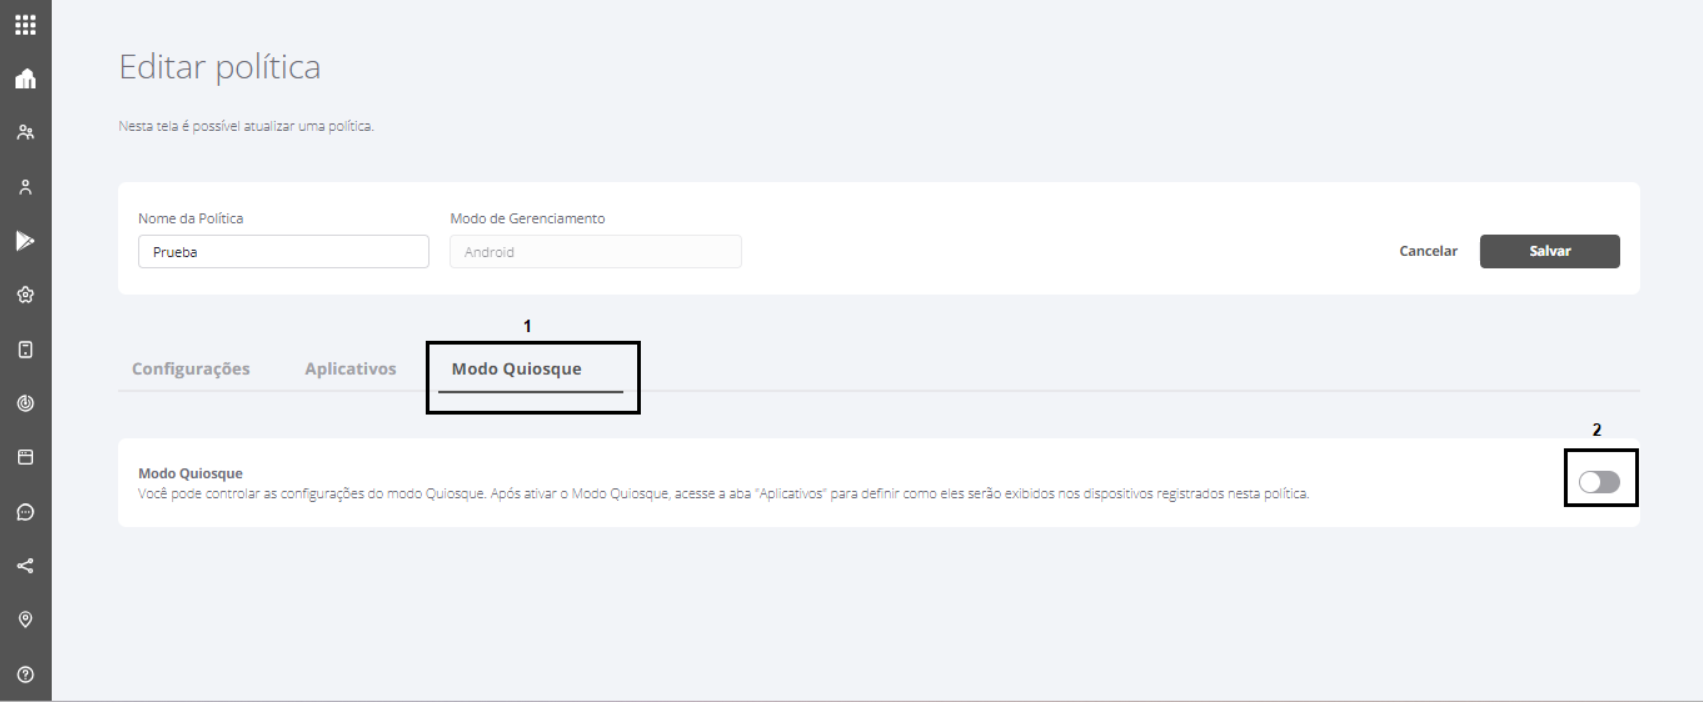 Editar política
Nesta tela é possível atualizar uma política.
Nome da Política
Modo de Gerenciamento
Prueba
Android
Cancelar
Salvar
1
Configurações
Aplicativos
Modo Quiosque
2
Modo Quiosque
Você pode controlar as configurações do modo Quiosque. Após ativar o Modo Quiosque, acesse a aba "Aplicativos" para definir como eles serão exibidos nos dispositivos registrados nesta política.